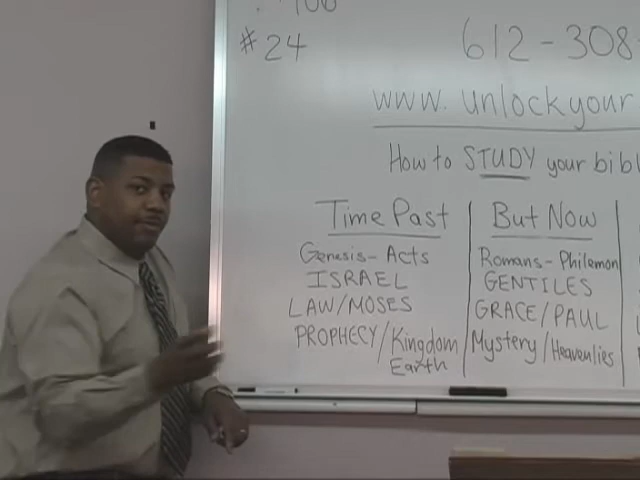 #24
612-308-
www.unlockyour
How to STUDY your bibl
Time Past
Genesis-Acts
ISRAEL
LAW/MOSES
PROPHECY/Kingdom
Earth
But Now
Romans-Philemon
GENTILES
GRACE/PAUL
Mystery/Heavenlies